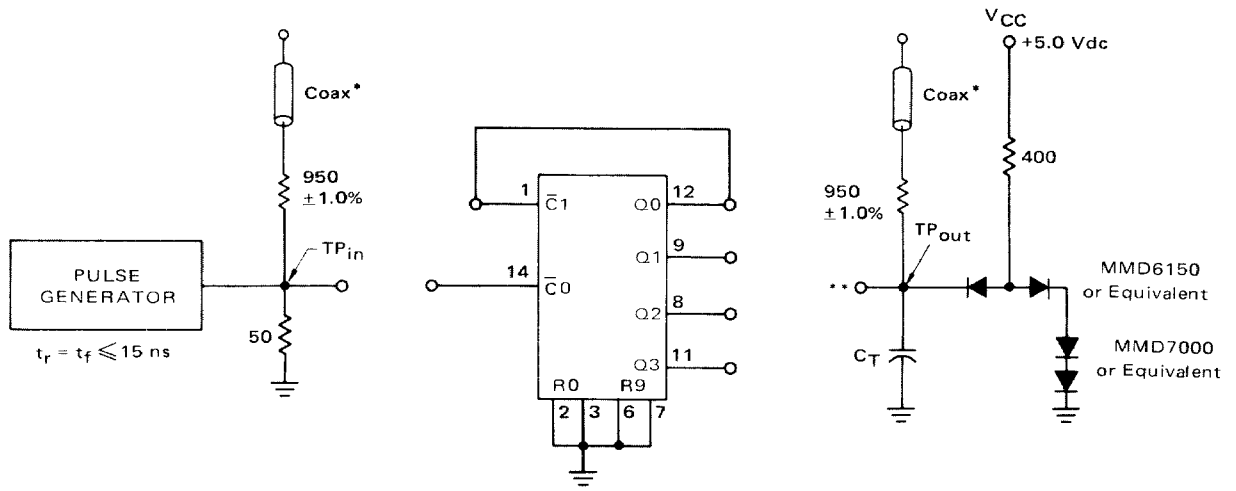 Coax*
950
±1.0%
TPin
PULSE
GENERATOR
tr = tf ≤ 15 ns
50
1
C̅1
14
C̅0
Q0
12
Q1
9
Q2
8
Q3
11
R0
R9
2
3
6
7
Coax*
950
±1.0%
TPout
**
CT
VCC
+5.0 Vdc
400
MMD6150
or Equivalent
MMD7000
or Equivalent